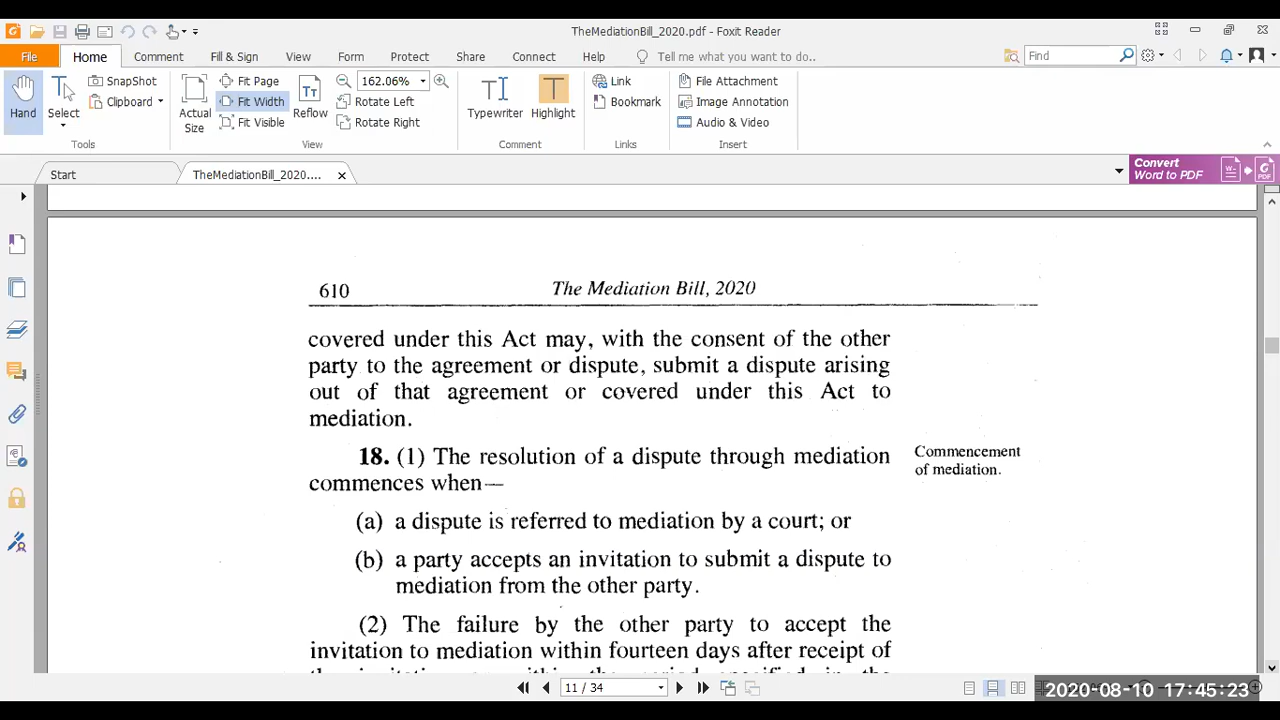 TheMediationBill_2020.pdf - Foxit Reader
File Home Comment Fill & Sign View Form Protect Share Connect Help Tell me what you want to do.. Find
Hand Select SnapShot Clipboard Actual Size Fit Page Fit Width Fit Visible Reflow 162.06% Rotate Left Rotate Right Typewriter Highlight Link Bookmark File Attachment Image Annotation Audio & Video
Tools View Comment Links Insert
Start TheMediationBill_2020.... Convert
Word to PDF
610 The Mediation Bill, 2020
covered under this Act may, with the consent of the other
party to the agreement or dispute, submit a dispute arising
out of that agreement or covered under this Act to
mediation.
18. (1) The resolution of a dispute through mediation Commencement
commences when— of mediation.
(a) a dispute is referred to mediation by a court; or
(b) a party accepts an invitation to submit a dispute to
mediation from the other party.
(2) The failure by the other party to accept the
invitation to mediation within fourteen days after receipt of
11 / 34 2020-08-10 17:45:23